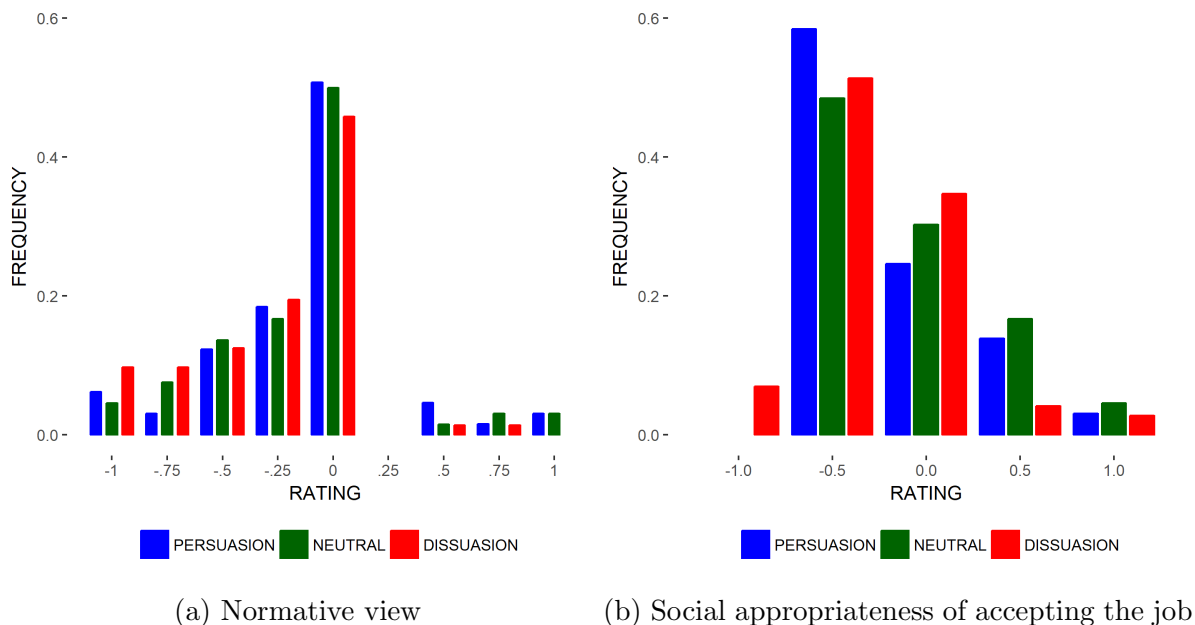 0.6
0.4
0.2
0.0
FREQUENCY
-1 -.75 -.5 -.25 0 .25 .5 .75 1
RATING
PERSUASION NEUTRAL DISSUASION
(a) Normative view
0.6
0.4
0.2
0.0
FREQUENCY
-1.0 -0.5 0.0 0.5 1.0
RATING
PERSUASION NEUTRAL DISSUASION
(b) Social appropriateness of accepting the job